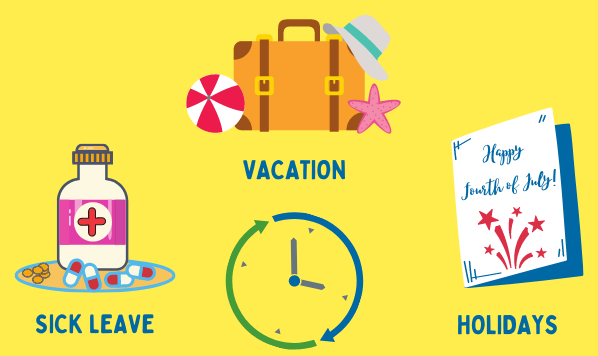 VACATION
Happy
Fourth of July!
SICK LEAVE
HOLIDAYS